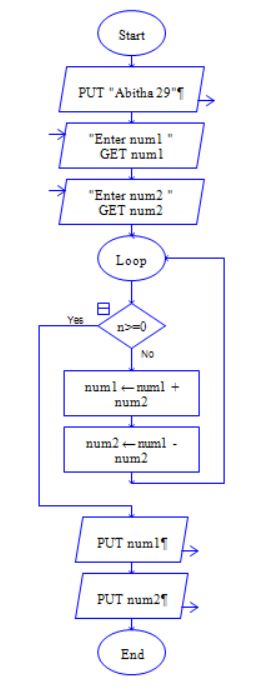 Start
PUT "Abitha 29"¶
"Enter num1 "
GET num1
"Enter num2 "
GET num2
Loop
Yes
n>=0
No
num1 ← num1 +
num2
num2 ← num1 -
num2
PUT num1¶
PUT num2¶
End